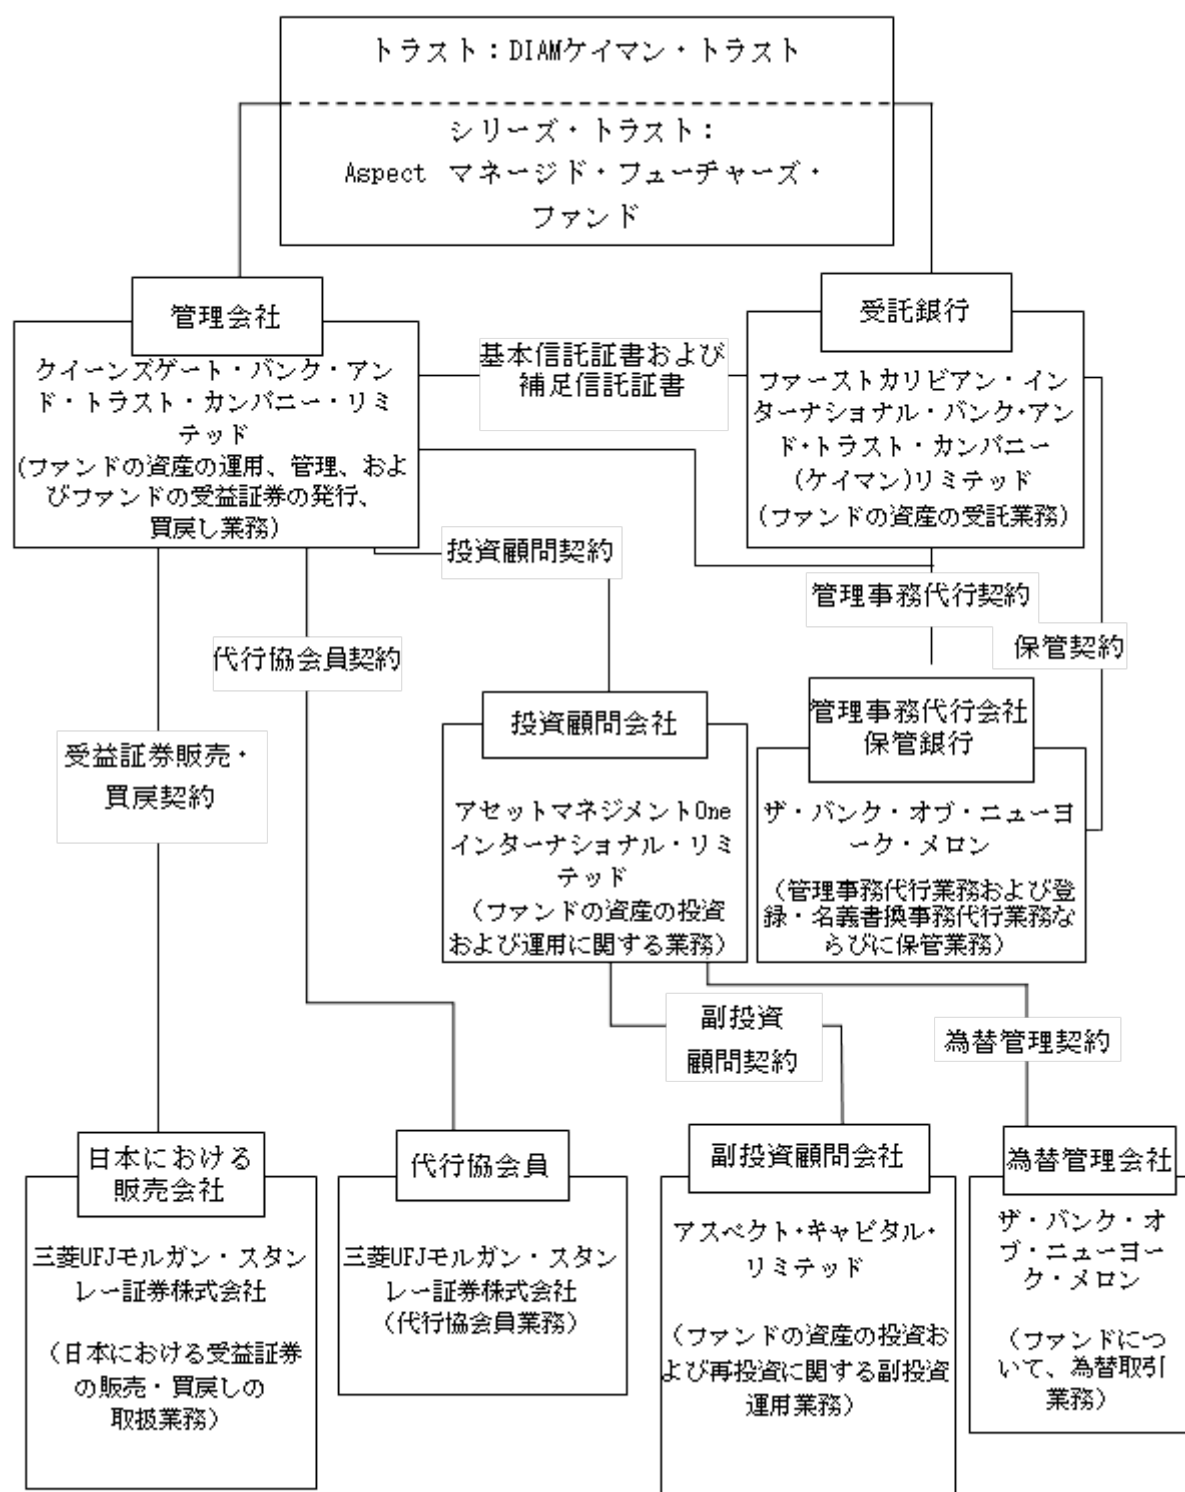 トラスト：DIAMケイマン・トラスト
シリーズ・トラスト：
Aspect マネージド・フューチャーズ・
ファンド
管理会社
クイーンズゲート・バンク・アン
ド・トラスト・カンパニー・リミ
テッド
(ファンドの資産の運用、管理、およ
びファンドの受益証券の発行、
買戻し業務)
基本信託証書および
補足信託証書
受託銀行
ファーストカリビアン・イン
ターナショナル・バンク・アン
ド・トラスト・カンパニー
(ケイマン)リミテッド
(ファンドの資産の受託業務)
投資顧問契約
管理事務代行契約
保管契約
代行協会員契約
受益証券販売・
買戻契約
投資顧問会社
アセットマネジメントOne
インターナショナル・リミ
テッド
（ファンドの資産の投資
および運用に関する業務）
管理事務代行会社
保管銀行
ザ・バンク・オブ・ニューヨ
ーク・メロン
（管理事務代行業務および登
録・名義書換事務代行業務な
らびに保管業務）
副投資
顧問契約
為替管理契約
日本における
販売会社
三菱UFJモルガン・スタン
レー証券株式会社
（日本における受益証券
の販売・買戻しの
取扱業務）
代行協会員
三菱UFJモルガン・スタン
レー証券株式会社
（代行協会員業務）
副投資顧問会社
アスペクト・キャピタル・
リミテッド
（ファンドの資産の投資お
よび再投資に関する副投資
運用業務）
為替管理会社
ザ・バンク・オ
ブ・ニューヨー
ク・メロン
（ファンドにつ
いて、為替取引
業務）